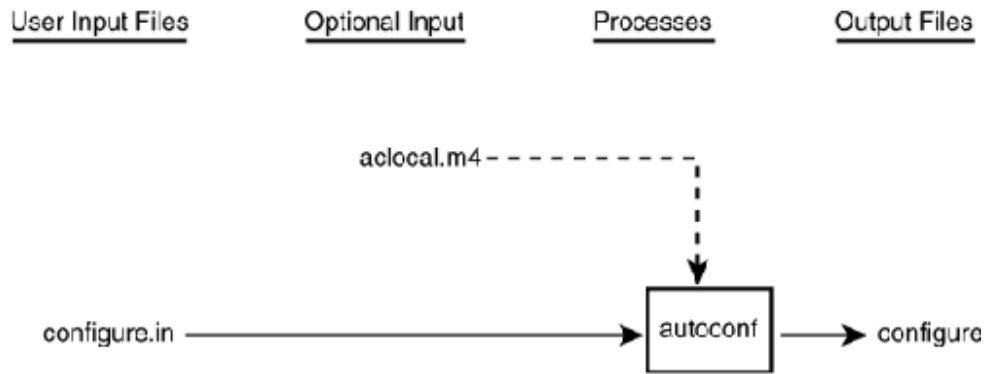 User Input Files Optional Input Processes Output Files
aclocal.m4
configure.in autoconf configure